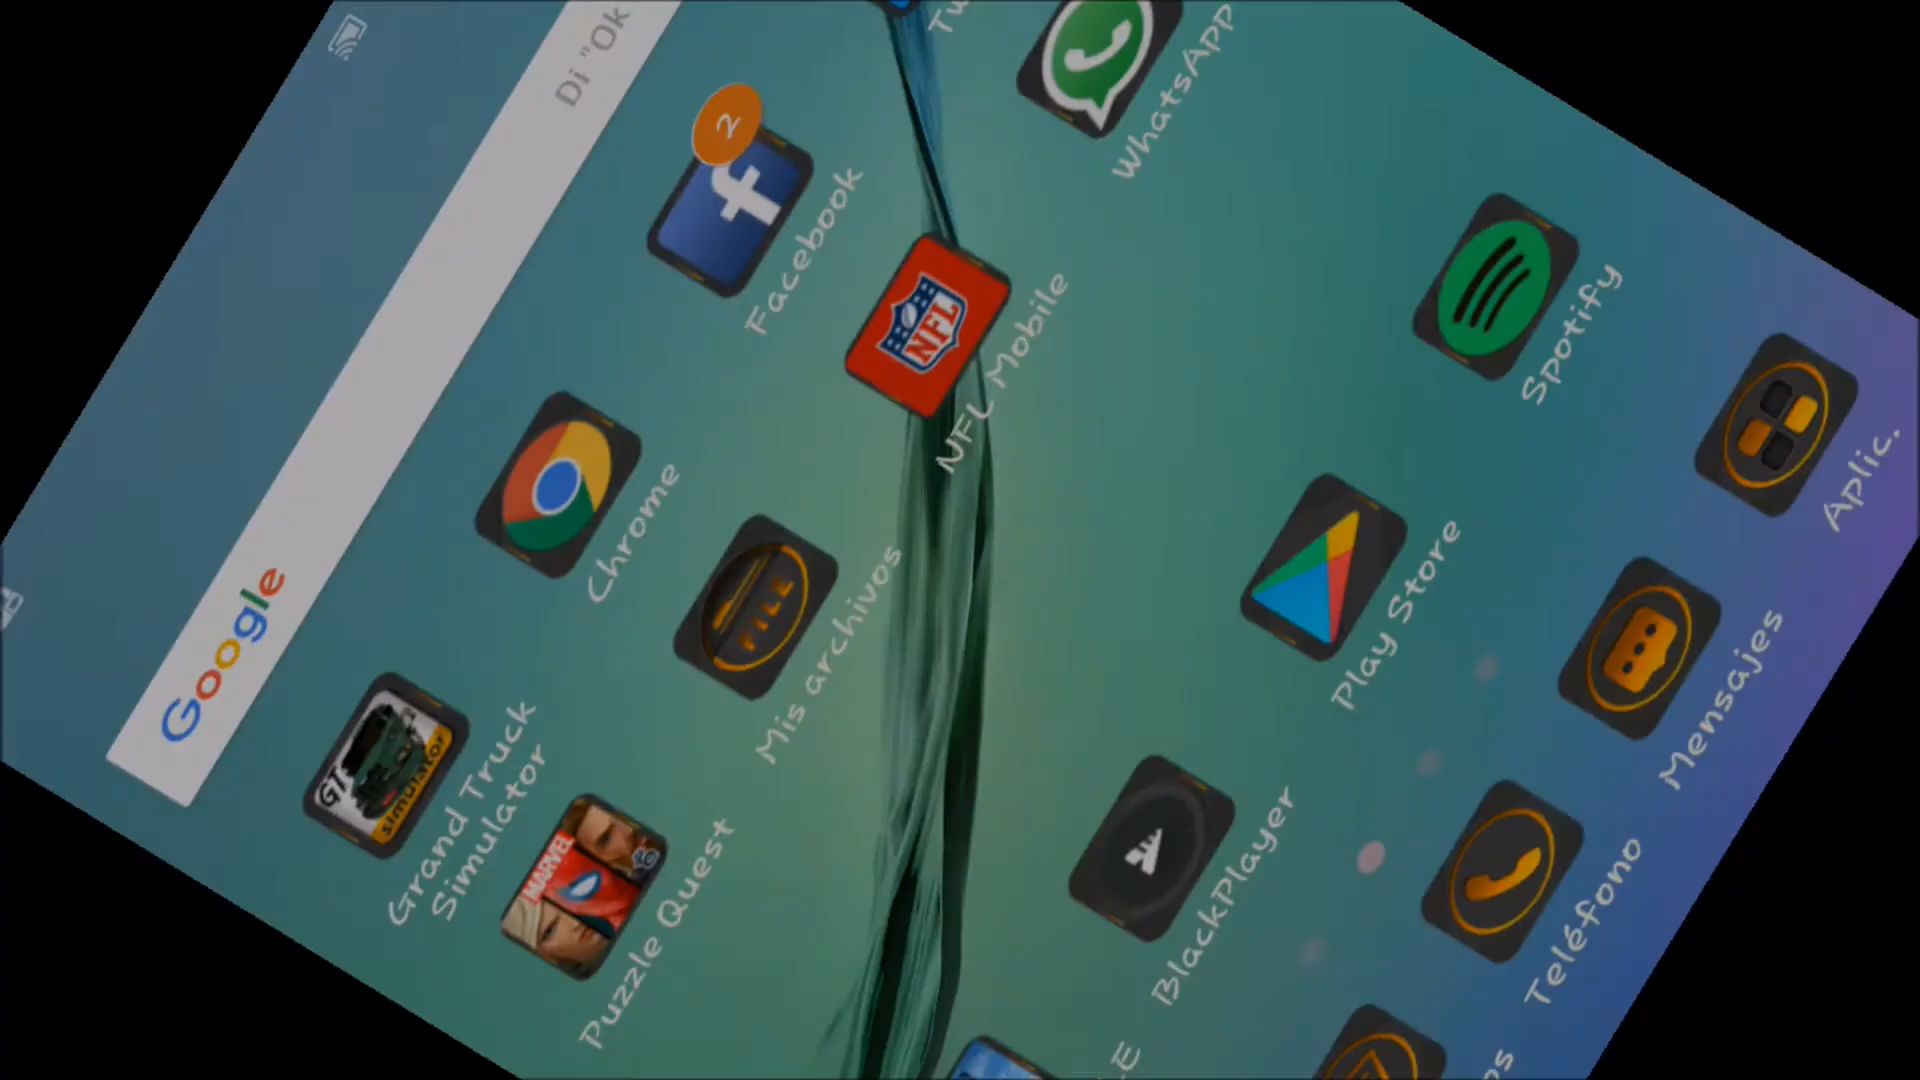 Google
Di "Ok
Grand Truck
Simulator
Chrome
Facebook
2
Tw
GT
simulator
Puzzle Quest
MARVEL
Mis archivos
FILE
NFL Mobile
NFL
WhatsApp
BlackPlayer
Play Store
Spotify
Teléfono
Mensajes
Aplic.